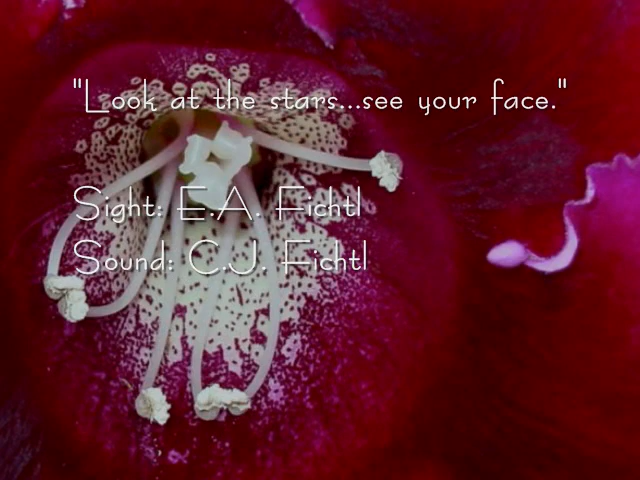 "Look at the stars...see your face."
Sight: E.A. Fichtl
Sound: C.J. Fichtl